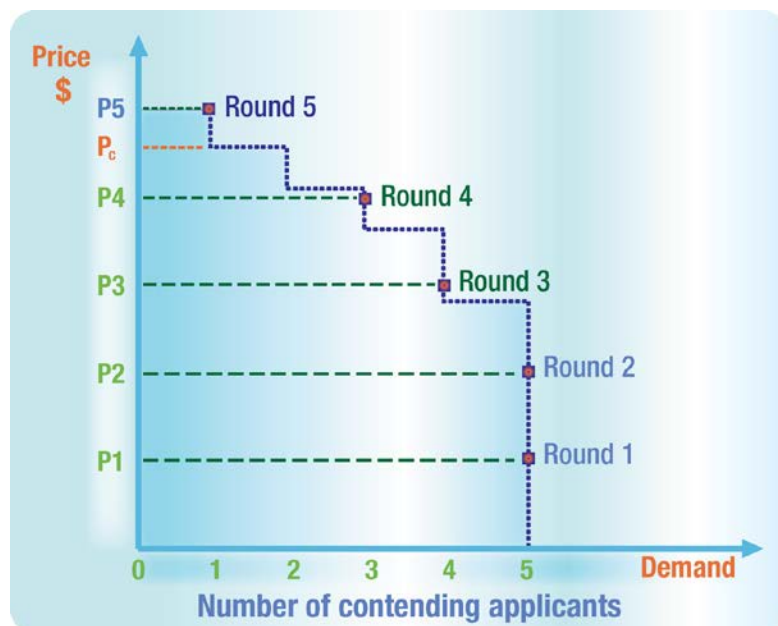 Price
$
P5
Round 5
Pc
P4
Round 4
P3
Round 3
P2
Round 2
P1
Round 1
0 1 2 3 4 5 Demand
Number of contending applicants